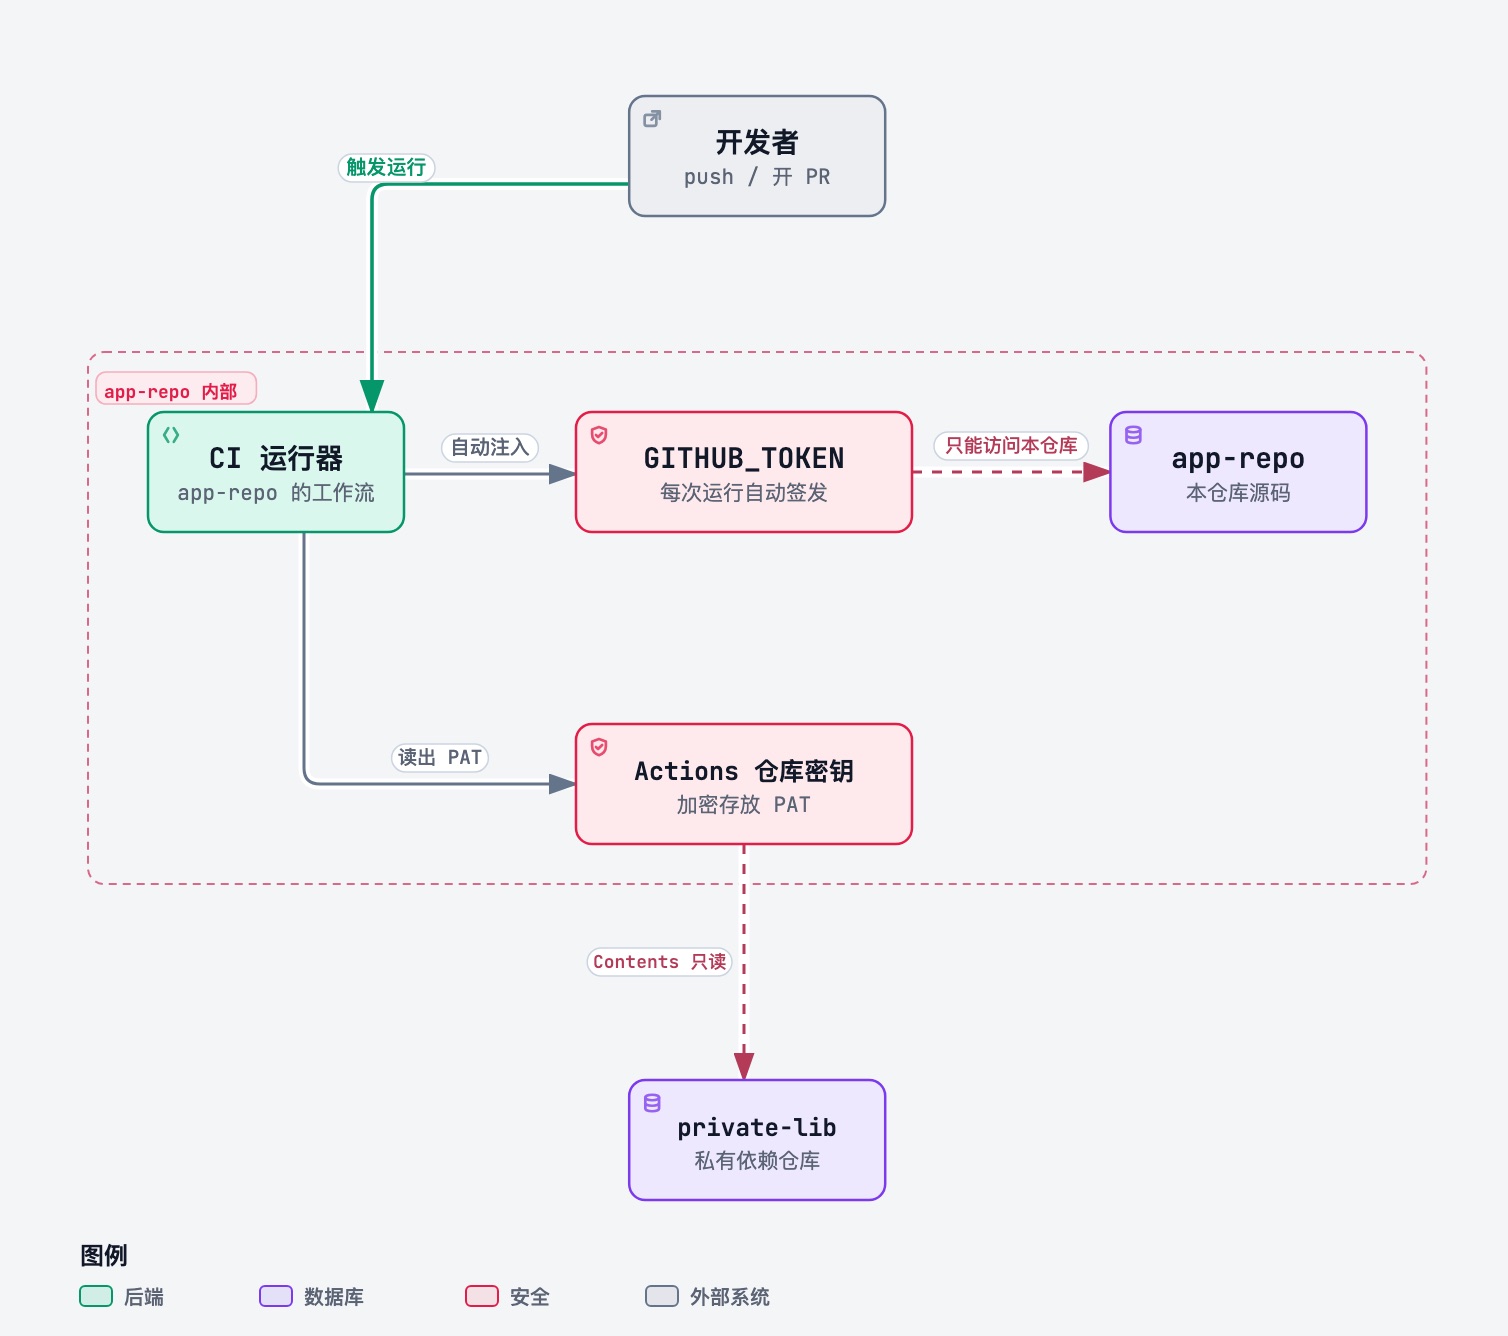 开发者
push / 开 PR
触发运行
app-repo 内部
CI 运行器
app-repo 的工作流
自动注入
GITHUB_TOKEN
每次运行自动签发
只能访问本仓库
app-repo
本仓库源码
读出 PAT
Actions 仓库密钥
加密存放 PAT
Contents 只读
private-lib
私有依赖仓库
图例
后端
数据库
安全
外部系统